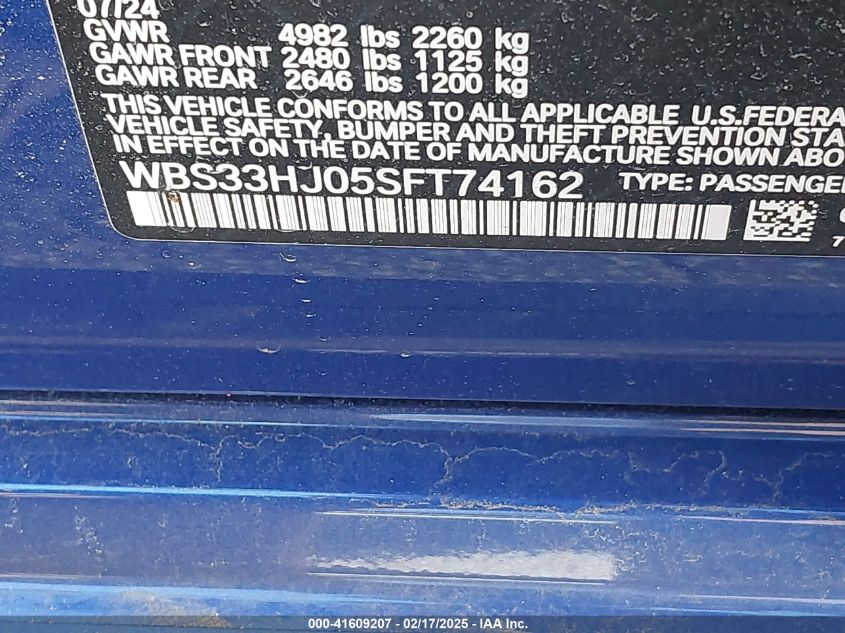 07/24
GVWR 4982 lbs 2260 kg
GAWR FRONT 2480 lbs 1125 kg
GAWR REAR 2646 lbs 1200 kg
THIS VEHICLE CONFORMS TO ALL APPLICABLE U.S.FEDERA
VEHICLE SAFETY, BUMPER AND THEFT PREVENTION STA
IN EFFECT ON THE DATE OF MANUFACTURE SHOWN ABO
WBS33HJ05SFT74162 TYPE: PASSENGE
7
000-41609207 - 02/17/2025 - IAA Inc.